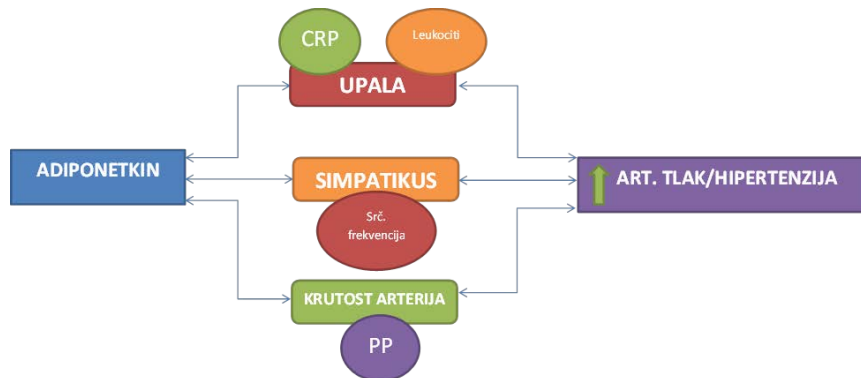 CRP
Leukociti
UPALA
ADIPONETKIN
SIMPATIKUS
ART. TLAK/HIPERTENZIJA
Srč.
frekvencija
KRUTOST ARTERIJA
PP